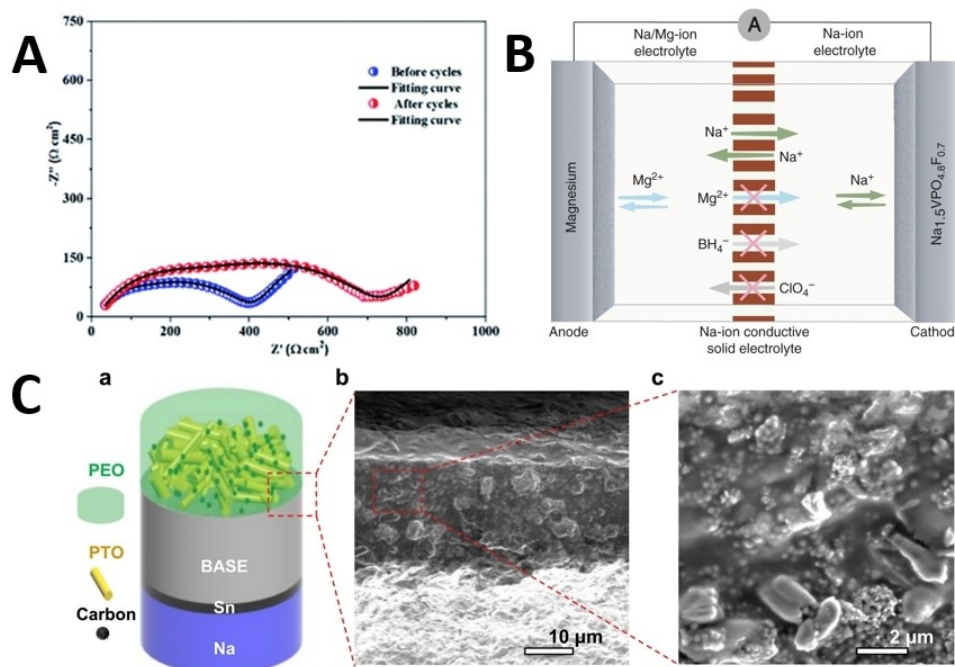 A
750
600
450
300
150
0
-Z'' (Ω cm²)
Before cycles
Fitting curve
After cycles
Fitting curve
0
200
400
600
800
1000
Z' (Ω cm²)
B
A
Na/Mg-ion
electrolyte
Na-ion
electrolyte
Magnesium
Na⁺
Na⁺
Mg²⁺
Mg²⁺
Na⁺
BH₄⁻
ClO₄⁻
Na₁.₅VPO₄.₈F₀.₇
Anode
Na-ion conductive
solid electrolyte
Cathod
C
a
PEO
PTO
Carbon
BASE
Sn
Na
b
10 μm
c
2 μm